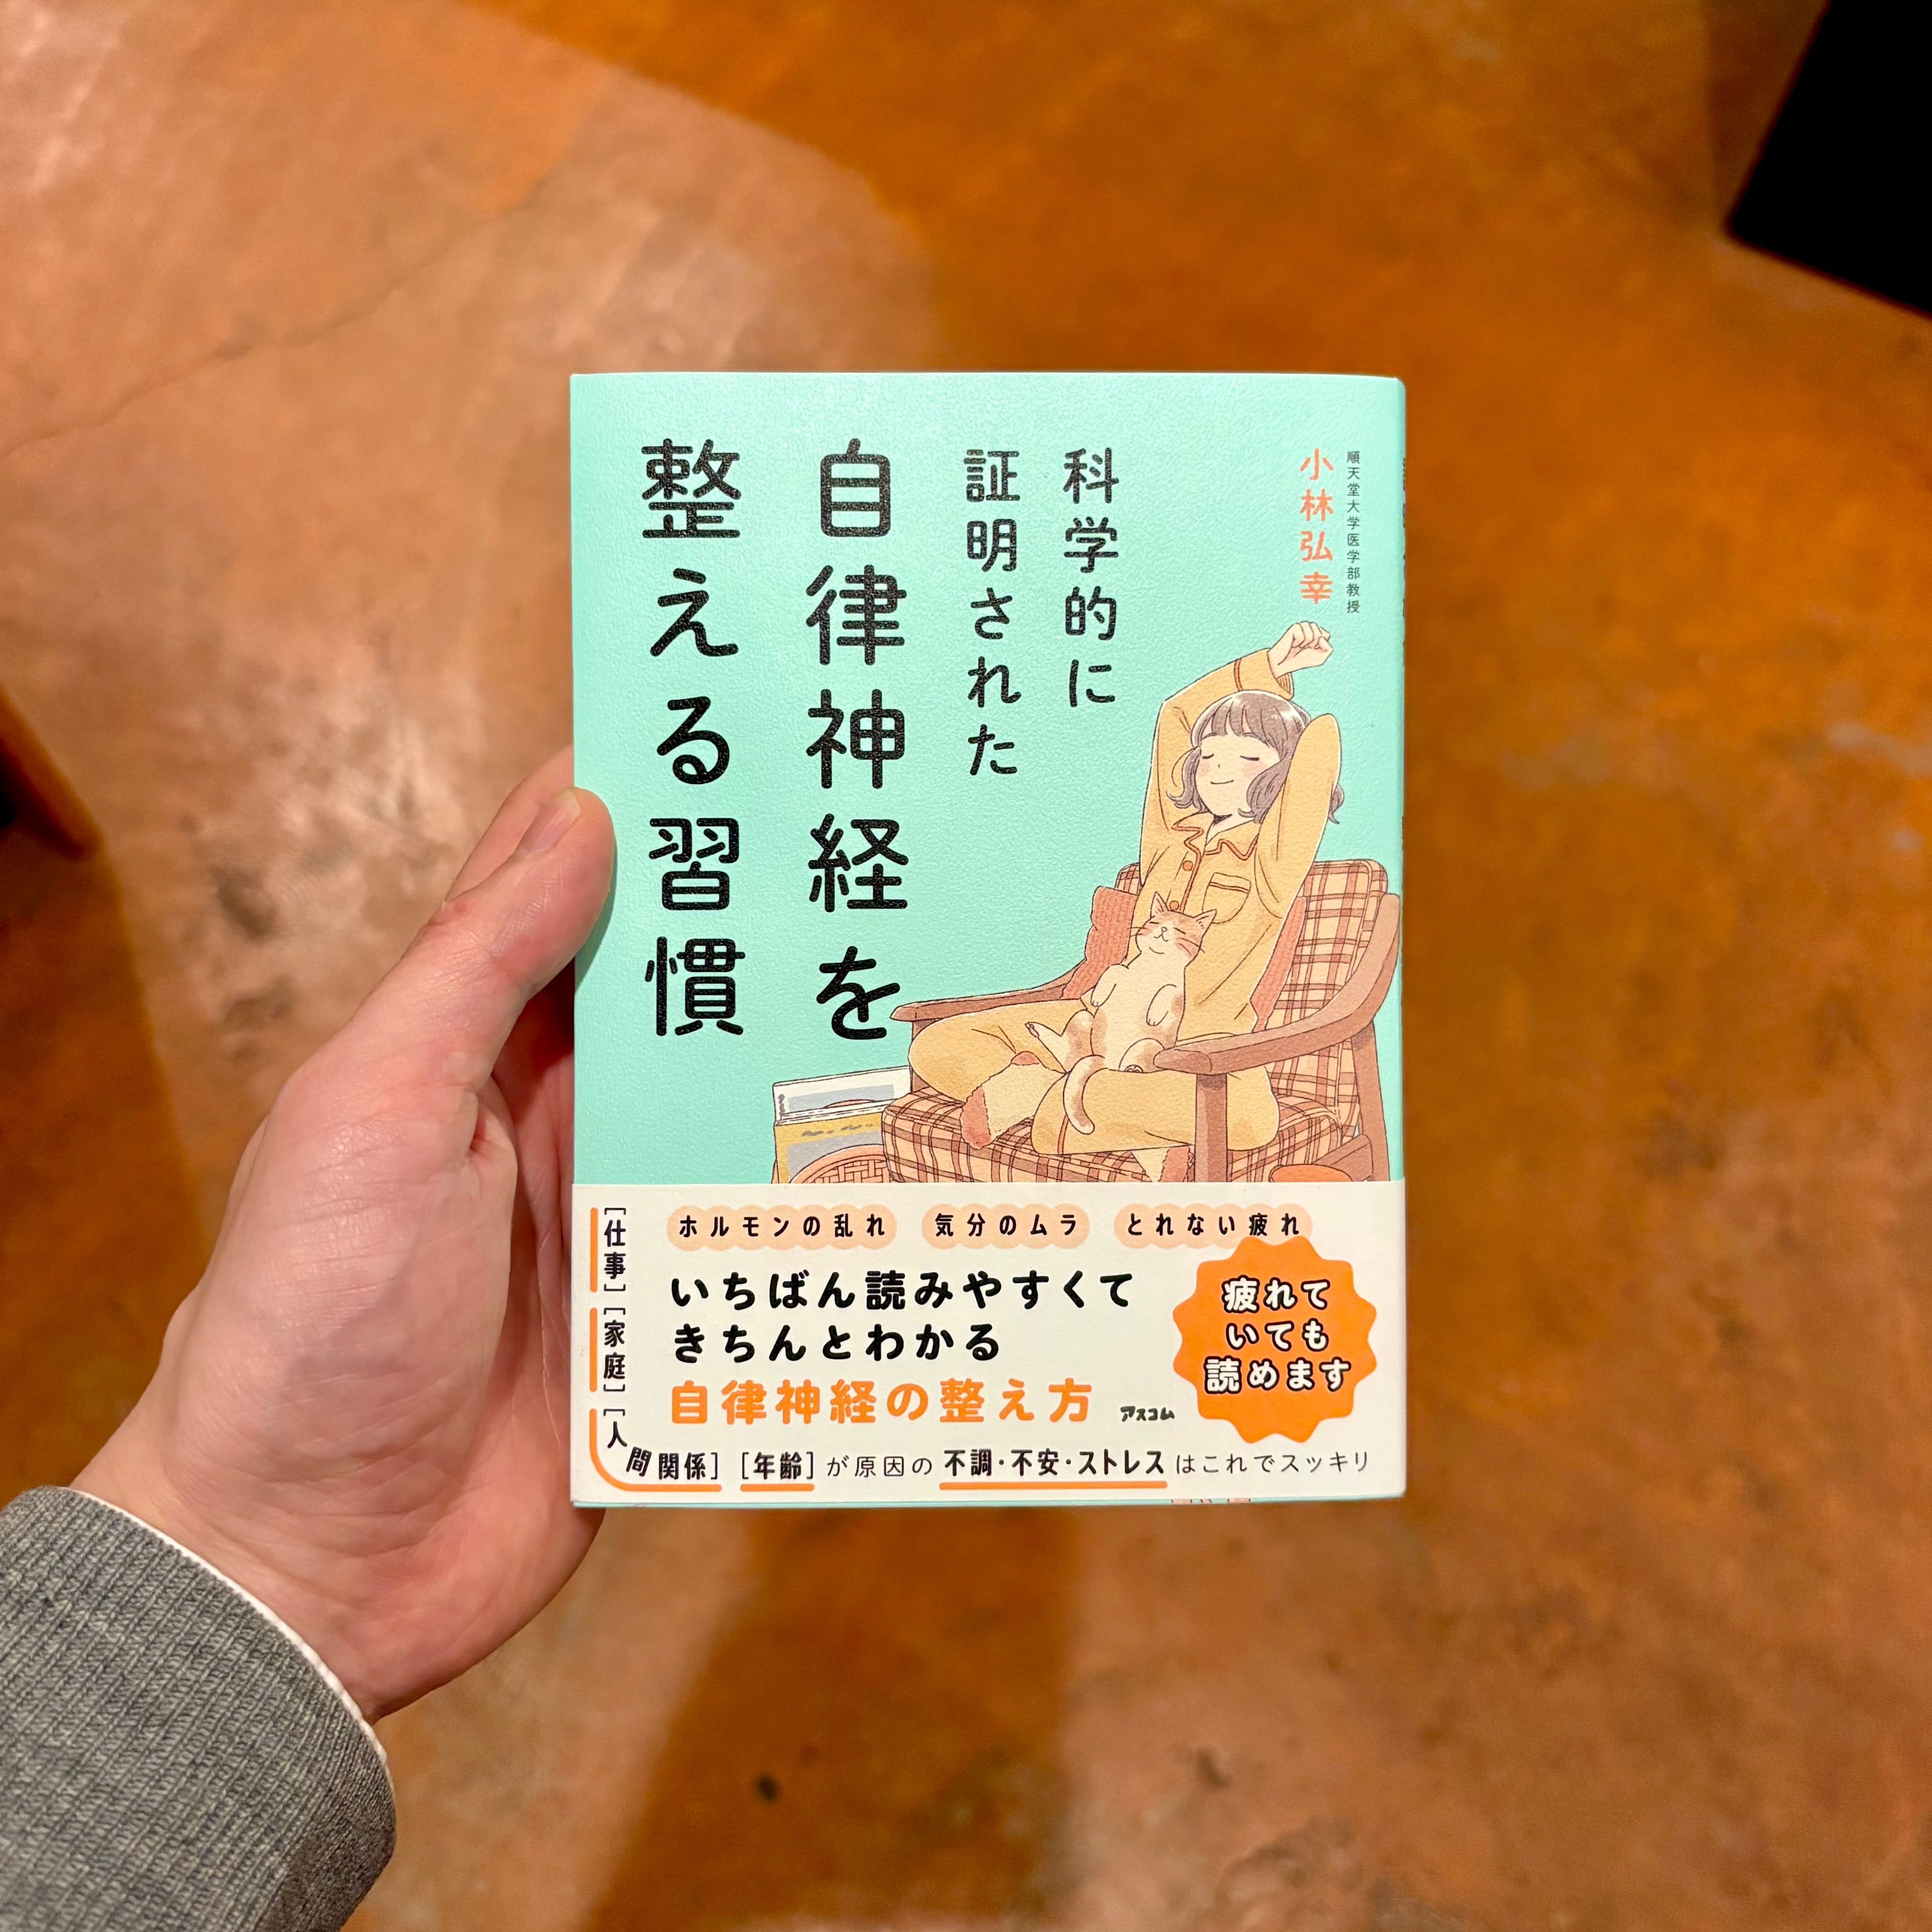 順天堂大学医学部教授
小林弘幸
科学的に
証明された
自律神経を
整える習慣
ホルモンの乱れ 気分のムラ とれない疲れ
いちばん読みやすくて
きちんとわかる
自律神経の整え方
アスコム
疲れて
いても
読めます
[仕事][家庭][人間関係][年齢]が原因の不調・不安・ストレスはこれでスッキリ